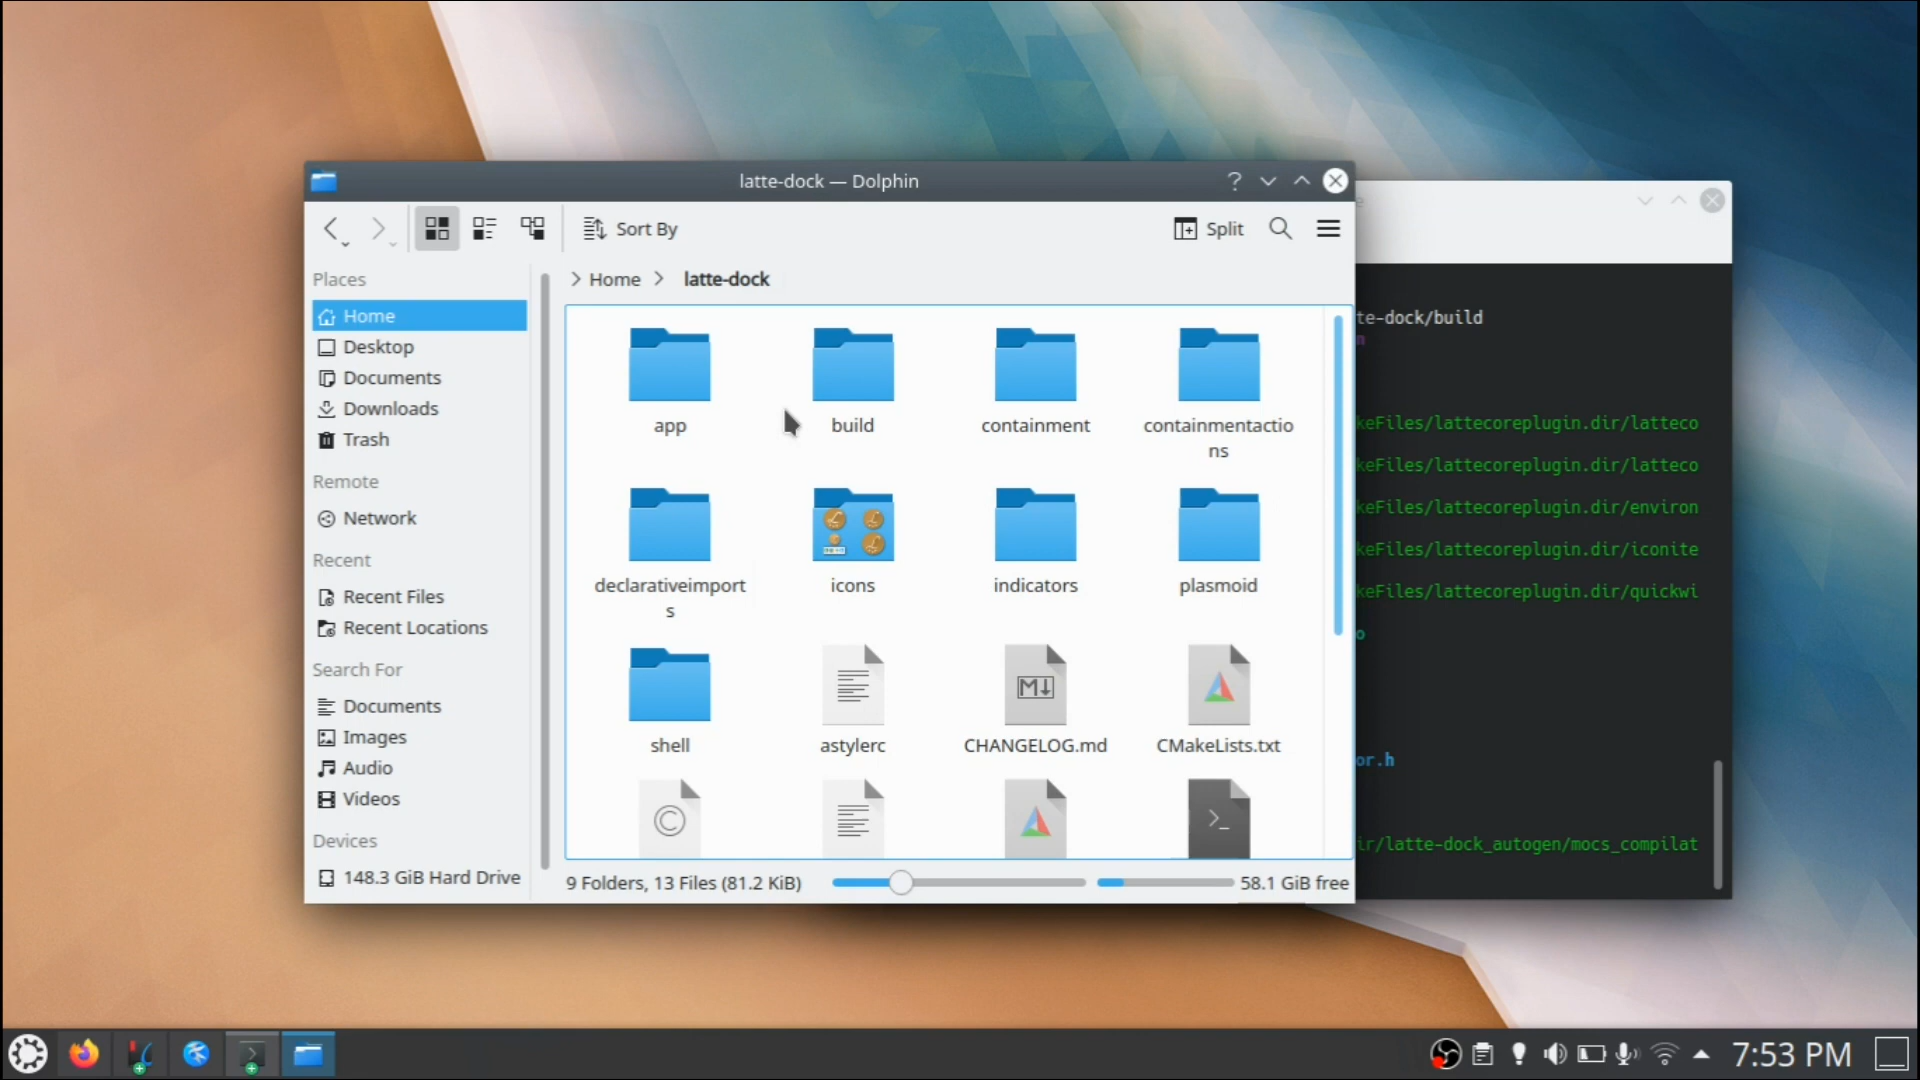 latte-dock — Dolphin
Sort By
Split
Places
Home
Desktop
Documents
Downloads
Trash
Remote
Network
Recent
Recent Files
Recent Locations
Search For
Documents
Images
Audio
Videos
Devices
148.3 GiB Hard Drive
Home
latte-dock
app
build
containment
containmentactio
ns
declarativeimport
s
icons
indicators
plasmoid
shell
astylerc
CHANGELOG.md
CMakeLists.txt
9 Folders, 13 Files (81.2 KiB)
58.1 GiB free
te-dock/build
keFiles/lattecoreplugin.dir/latteco
keFiles/lattecoreplugin.dir/latteco
keFiles/lattecoreplugin.dir/environ
keFiles/lattecoreplugin.dir/iconite
keFiles/lattecoreplugin.dir/quickwi
o
or.h
ir/latte-dock_autogen/mocs_compilat
7:53 PM